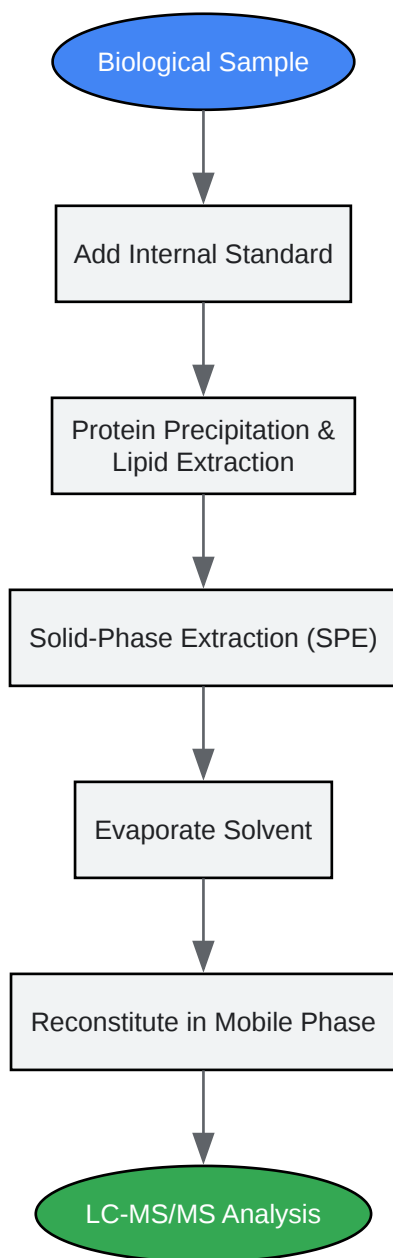 Biological Sample
Add Internal Standard
Protein Precipitation &
Lipid Extraction
Solid-Phase Extraction (SPE)
Evaporate Solvent
Reconstitute in Mobile Phase
LC-MS/MS Analysis